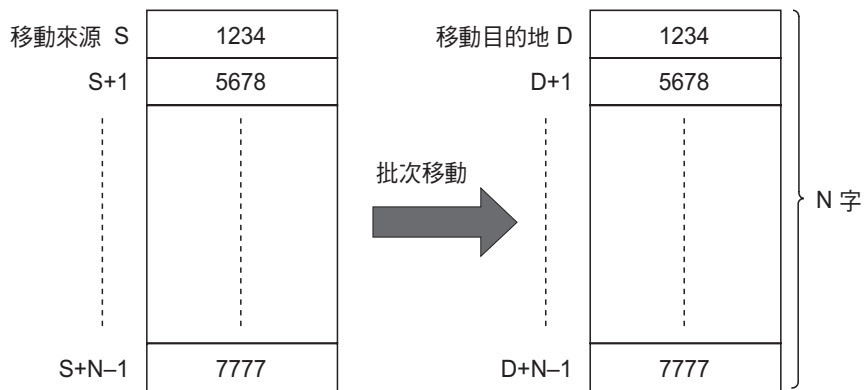 移動來源 S 1234 移動目的地 D 1234
S+1 5678 D+1 5678
批次移動
N 字
S+N–1 7777 D+N–1 7777